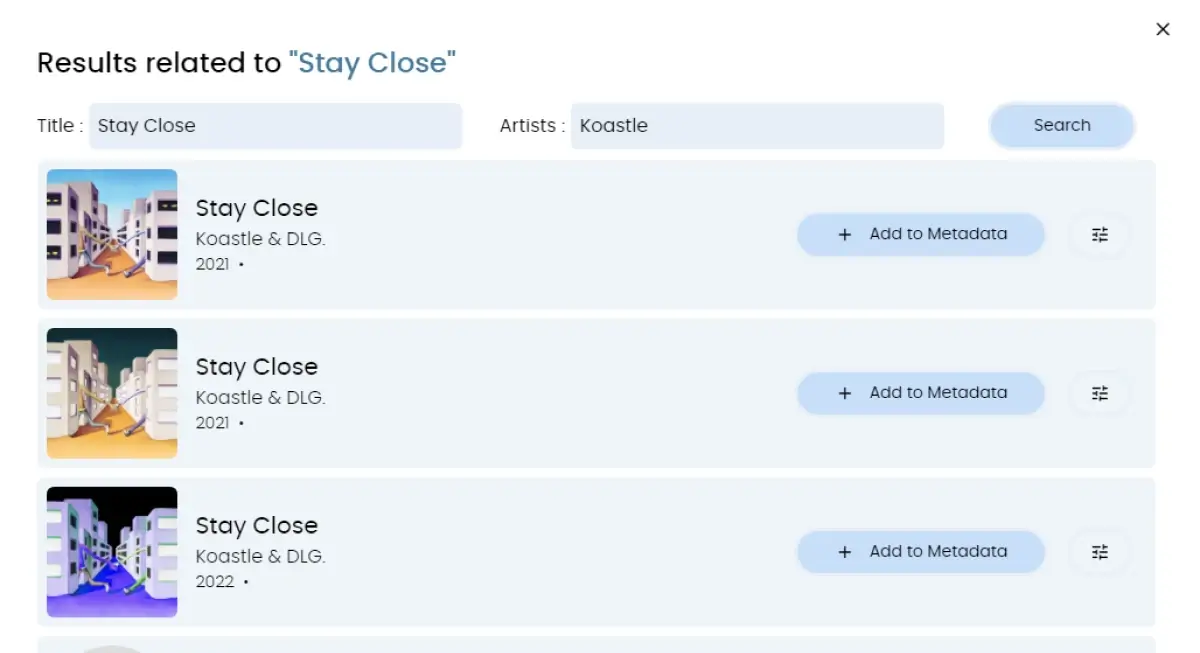 Results related to "Stay Close"
Title : Stay Close Artists : Koastle Search
Stay Close
Koastle & DLG.
2021 •
+ Add to Metadata
Stay Close
Koastle & DLG.
2021 •
+ Add to Metadata
Stay Close
Koastle & DLG.
2022 •
+ Add to Metadata